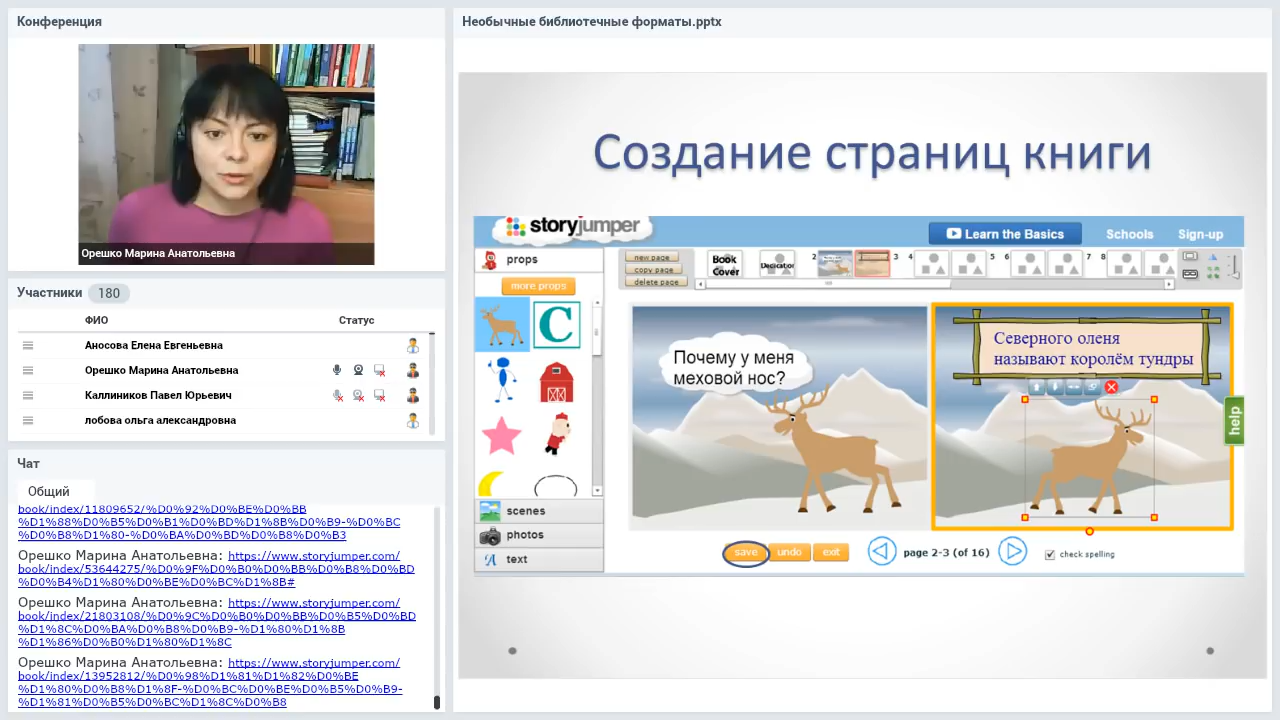 Конференция
Орешко Марина Анатольевна
Участники 180
ФИО Статус
Аносова Елена Евгеньевна
Орешко Марина Анатольевна
Каллиников Павел Юрьевич
лобова ольга александровна
Чат
Общий
book/index/11809652/%D0%92%D0%BE%D0%BB
%D1%88%D0%B5%D0%B1%D0%BD%D1%8B%D0%B9-%D0%BC
%D0%B8%D1%80-%D0%BA%D0%BD%D0%B8%D0%B3
Орешко Марина Анатольевна: https://www.storyjumper.com/
book/index/53644275/%D0%9F%D0%B0%D0%BB%D0%B8%D0%BD
%D0%B4%D1%80%D0%BE%D0%BC%D1%8B#
Орешко Марина Анатольевна: https://www.storyjumper.com/
book/index/21803108/%D0%9C%D0%B0%D0%BB%D0%B5%D0%BD
%D1%8C%D0%BA%D0%B8%D0%B9-%D1%80%D1%8B
%D1%86%D0%B0%D1%80%D1%8C
Орешко Марина Анатольевна: https://www.storyjumper.com/
book/index/13952812/%D0%98%D1%81%D1%82%D0%BE
%D1%80%D0%B8%D1%8F-%D0%BC%D0%BE%D0%B5%D0%B9-
%D1%81%D0%B5%D0%BC%D1%8C%D0%B8
Необычные библиотечные форматы.pptx
Создание страниц книги
storyjumper
Learn the Basics Schools Sign-up
props
more props
C
scenes
photos
text
new page
copy page
delete page
Book Cover Dedication 2 3 4 5 6 7 8
Почему у меня
меховой нос?
Северного оленя
называют королём тундры
help
save undo exit page 2-3 (of 16) check spelling